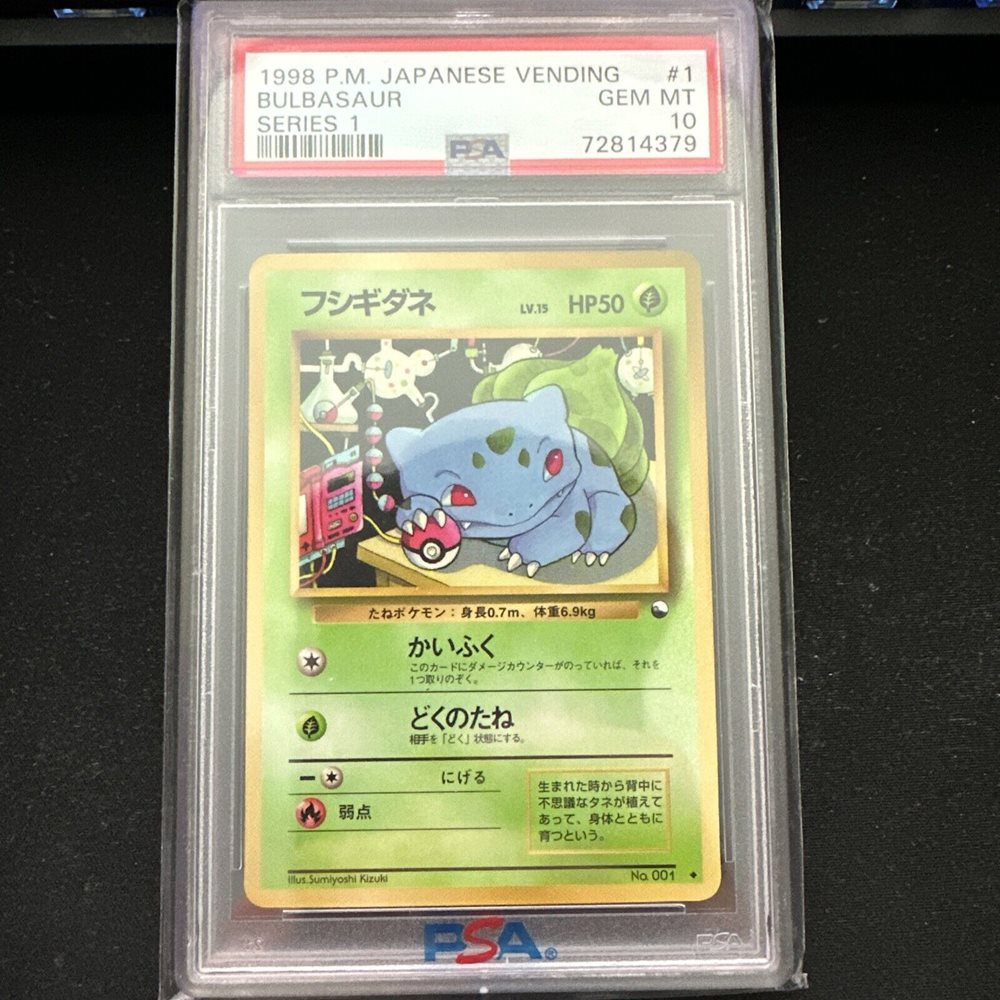 1998 P.M. JAPANESE VENDING #1
BULBASAUR GEM MT
SERIES 1 10
PSA 72814379
フシギダネ LV.15 HP50
たねポケモン：身長0.7m、体重6.9kg
かいふく
このカードにダメージカウンターがのっていれば、それを
1つ取りのぞく。
どくのたね
相手を「どく」状態にする。
にげる
弱点
生まれた時から背中に
不思議なタネが植えて
あって、身体とともに
育つという。
Illus.Sumiyoshi Kizuki No. 001
PSA®
PSA